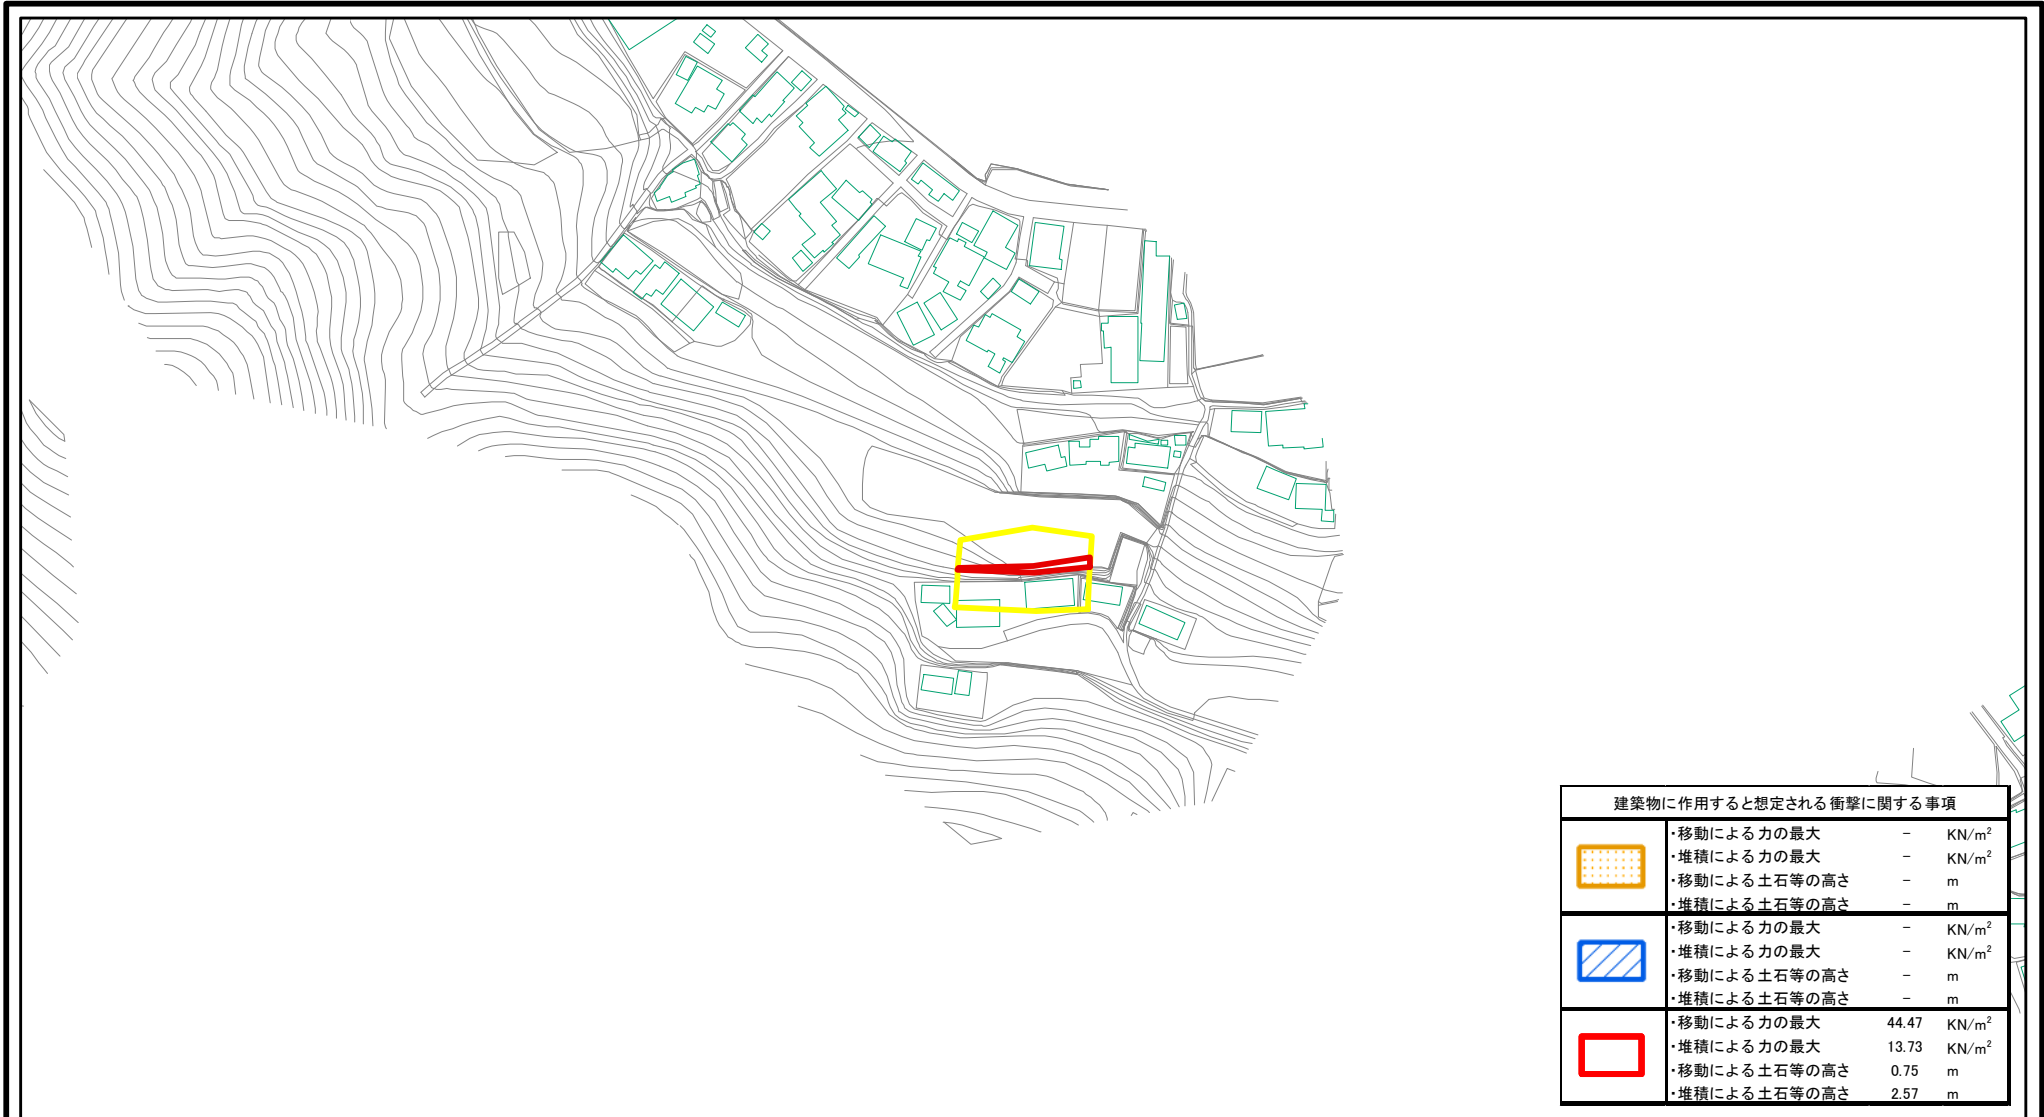 建築物に作用すると想定される衝撃に関する事項
・移動による力の最大 － KN/m²
・堆積による力の最大 － KN/m²
・移動による土石等の高さ － m
・堆積による土石等の高さ － m
・移動による力の最大 － KN/m²
・堆積による力の最大 － KN/m²
・移動による土石等の高さ － m
・堆積による土石等の高さ － m
・移動による力の最大 44.47 KN/m²
・堆積による力の最大 13.73 KN/m²
・移動による土石等の高さ 0.75 m
・堆積による土石等の高さ 2.57 m